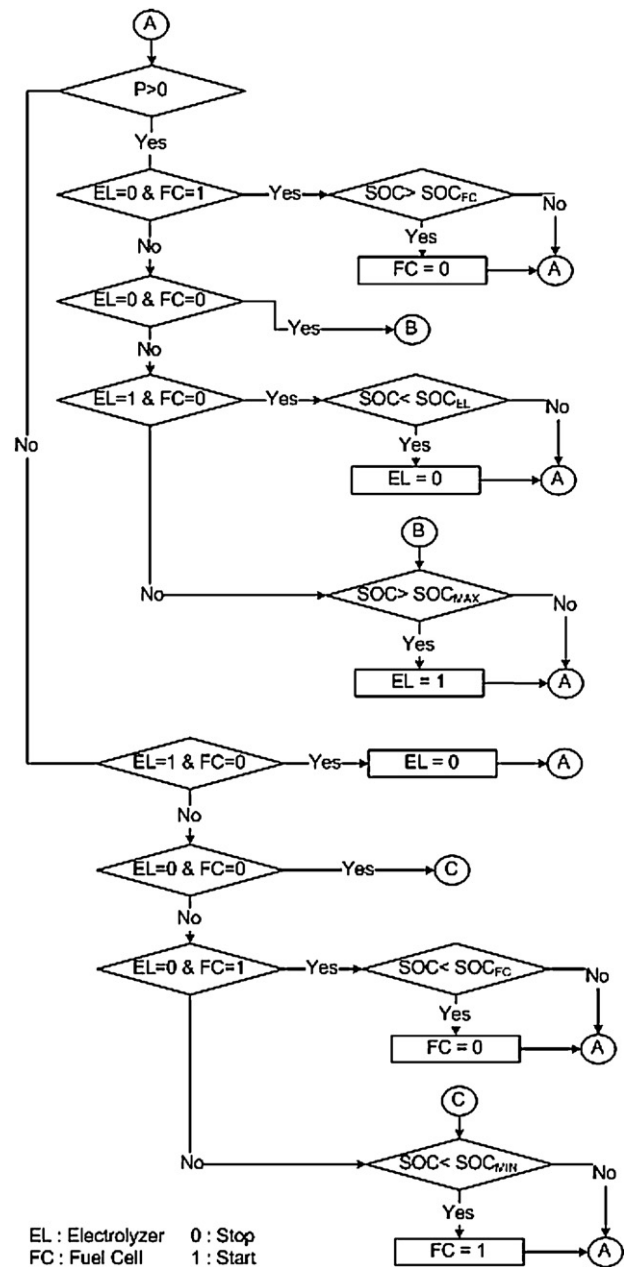 A
P>0
Yes
EL=0 & FC=1
Yes
SOC> SOC_FC
No
Yes
No
FC = 0
A
EL=0 & FC=0
Yes
B
No
EL=1 & FC=0
Yes
SOC< SOC_EL
No
Yes
No
EL = 0
A
B
No
SOC> SOC_MAX
No
Yes
EL = 1
A
EL=1 & FC=0
Yes
EL = 0
A
No
EL=0 & FC=0
Yes
C
No
EL=0 & FC=1
Yes
SOC< SOC_FC
No
Yes
FC = 0
A
C
No
SOC< SOC_MIN
No
Yes
FC = 1
A
EL : Electrolyzer 0 : Stop
FC : Fuel Cell 1 : Start